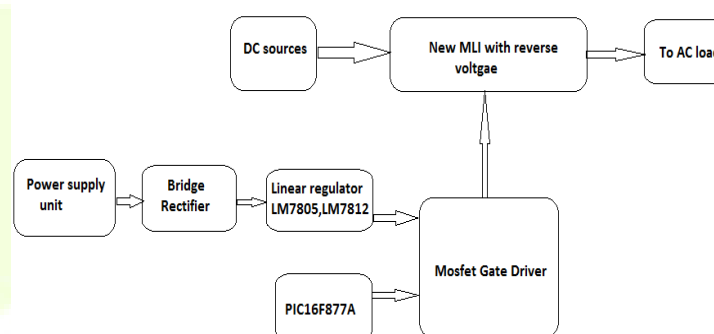 DC sources
New MLI with reverse
voltgae
To AC load
Power supply
unit
Bridge
Rectifier
Linear regulator
LM7805,LM7812
Mosfet Gate Driver
PIC16F877A